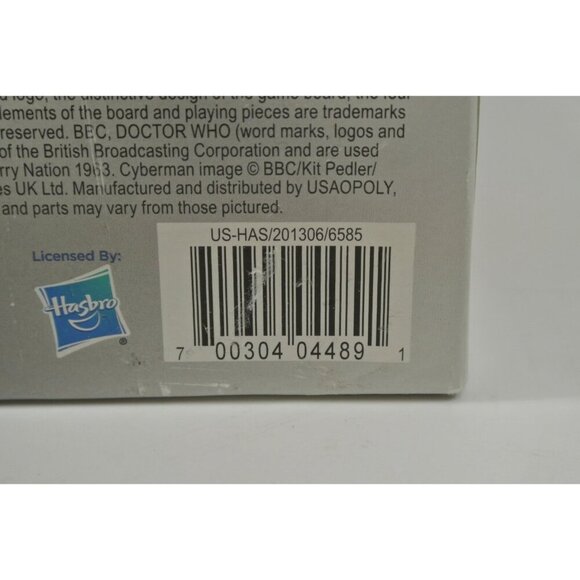 logo, the distinctive design of the game board, the four
lements of the board and playing pieces are trademarks
reserved. BBC, DOCTOR WHO (word marks, logos and
of the British Broadcasting Corporation and are used
rry Nation 1963. Cyberman image © BBC/Kit Pedler/
es UK Ltd. Manufactured and distributed by USAOPOLY,
and parts may vary from those pictured.
Licensed By:
Hasbro
®
US-HAS/201306/6585
7 00304 04489 1